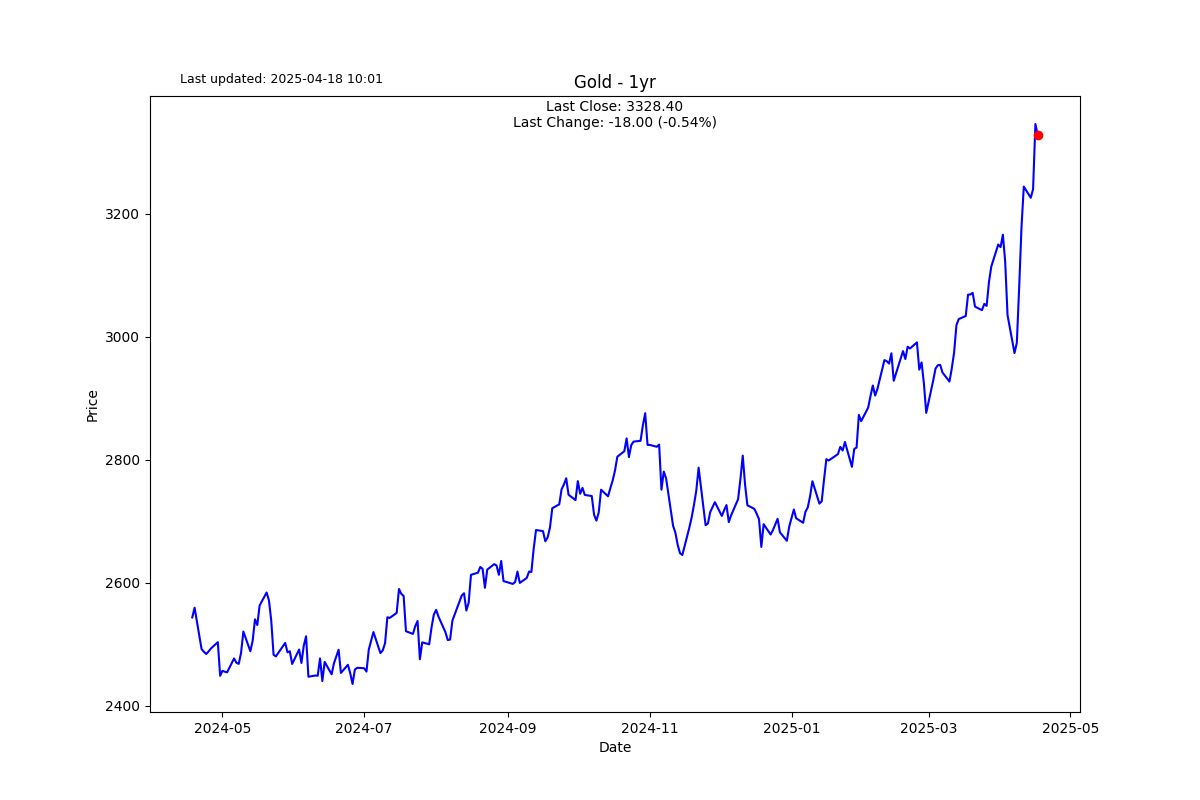 Last updated: 2025-04-18 10:01
Gold - 1yr
Last Close: 3328.40
Last Change: -18.00 (-0.54%)
3200
3000
2800
2600
2400
Price
2024-05
2024-07
2024-09
2024-11
2025-01
2025-03
2025-05
Date